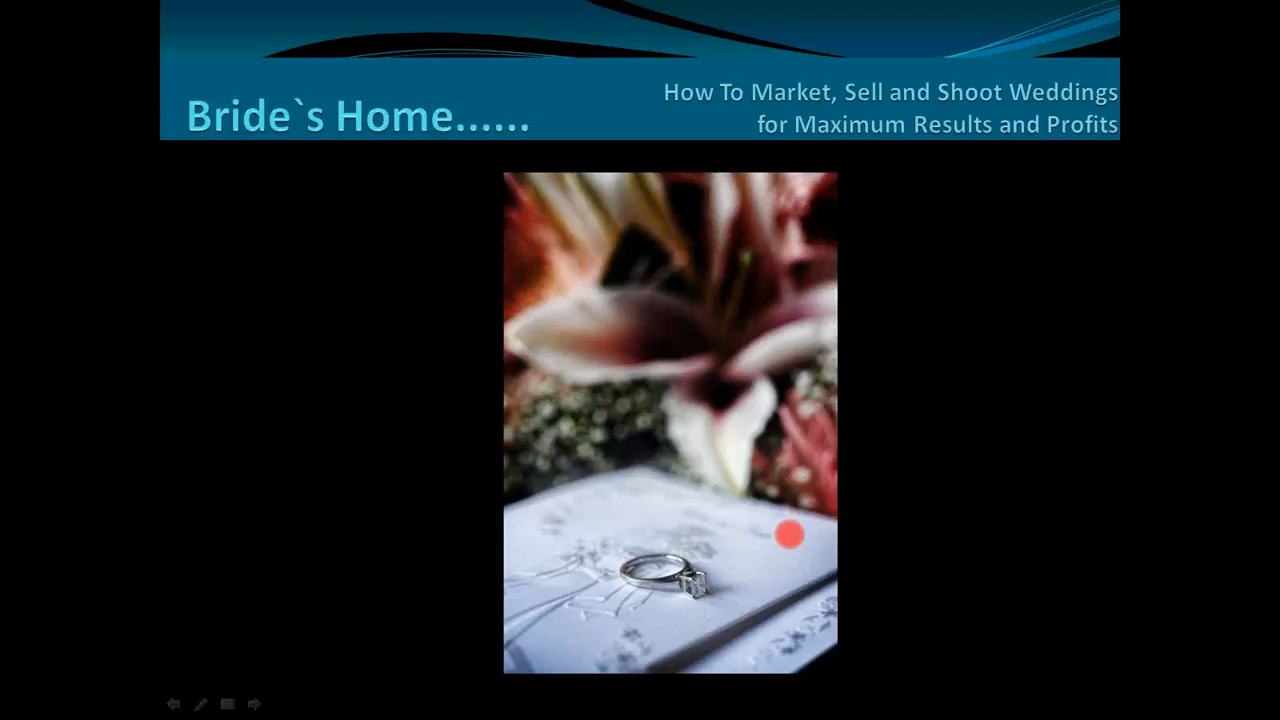 Bride`s Home......
How To Market, Sell and Shoot Weddings
for Maximum Results and Profits